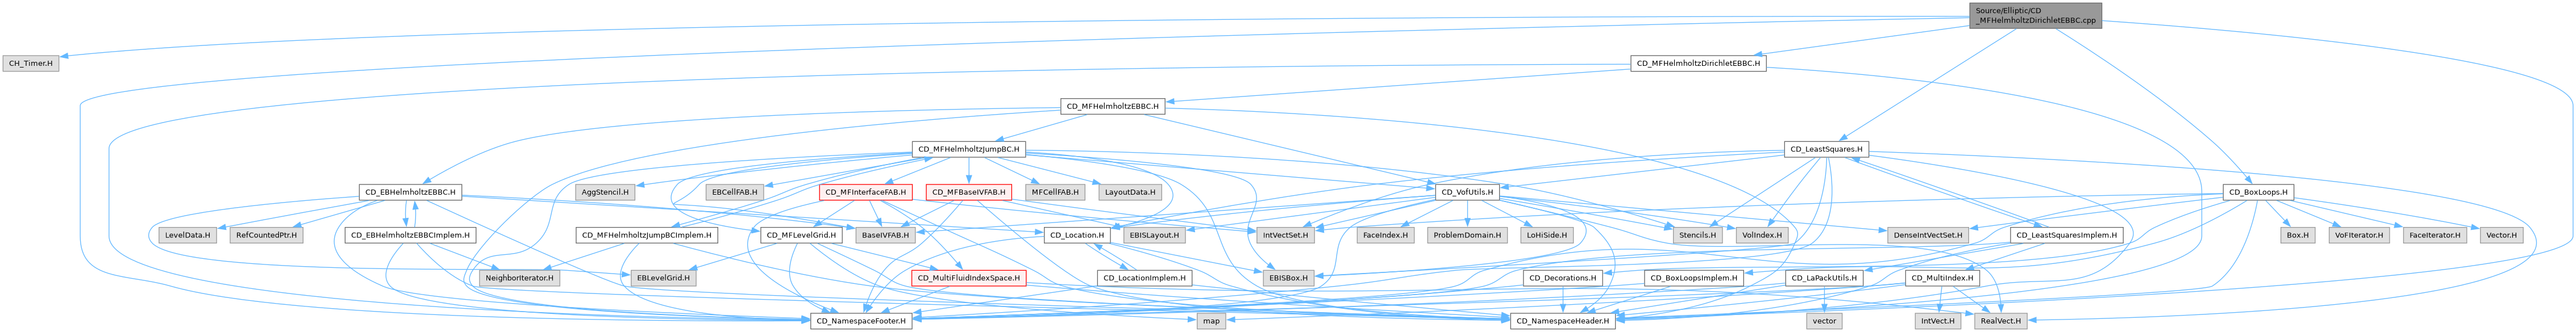 Source/Elliptic/CD
_MFHelmholtzDirichletEBBC.cpp
CH_Timer.H
CD_MFHelmholtzDirichletEBBC.H
CD_MFHelmholtzEBBC.H
CD_MFHelmholtzJumpBC.H
CD_LeastSquares.H
CD_EBHelmholtzEBBC.H
AggStencil.H
EBCellFAB.H
CD_MFInterfaceFAB.H
CD_MFBaseIVFAB.H
MFCellFAB.H
LayoutData.H
CD_VofUtils.H
CD_BoxLoops.H
LevelData.H
RefCountedPtr.H
CD_EBHelmholtzEBBCImplem.H
CD_MFHelmholtzJumpBCImplem.H
CD_MFLevelGrid.H
BaseIVFAB.H
CD_Location.H
EBISLayout.H
IntVectSet.H
FaceIndex.H
ProblemDomain.H
LoHiSide.H
Stencils.H
VolIndex.H
DenseIntVectSet.H
CD_LeastSquaresImplem.H
Box.H
VoFIterator.H
FaceIterator.H
Vector.H
NeighborIterator.H
EBLevelGrid.H
CD_MultiFluidIndexSpace.H
CD_LocationImplem.H
EBISBox.H
CD_Decorations.H
CD_BoxLoopsImplem.H
CD_LaPackUtils.H
CD_MultiIndex.H
CD_NamespaceFooter.H
map
CD_NamespaceHeader.H
vector
IntVect.H
RealVect.H